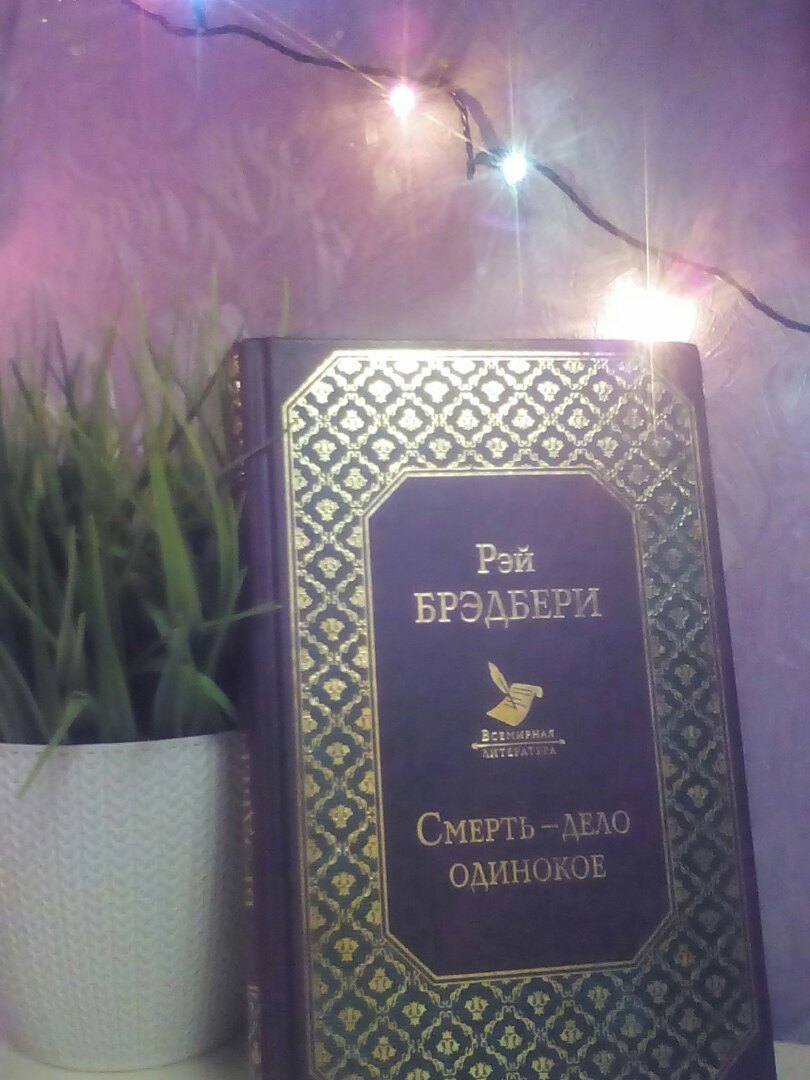 Рэй
БРЭДБЕРИ
Всемирная
литература
Смерть – дело
одинокое